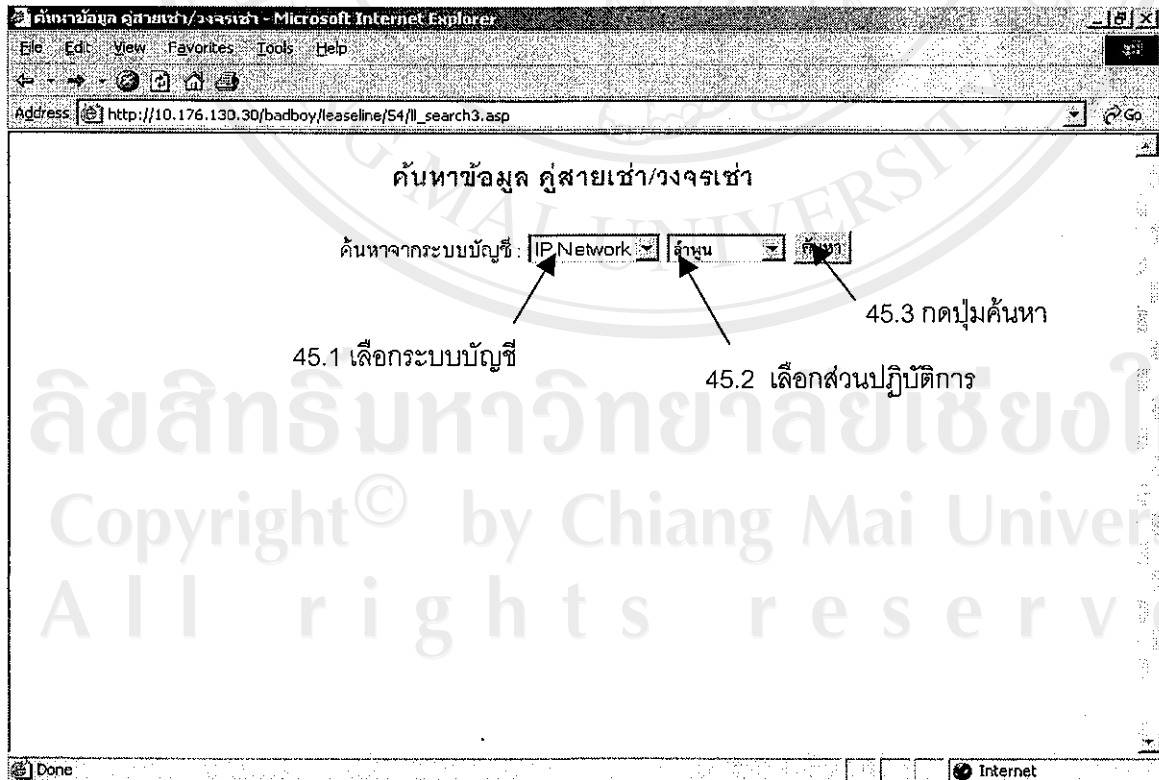 ค้นหาข้อมูล คู่สายเช่า/วงจรเช่า - Microsoft Internet Explorer
File Edit View Favorites Tools Help
Address http://10.176.130.30/badboy/leaseline/54/ll_search3.asp Go
G MAI UNIVERSITY
ค้นหาข้อมูล คู่สายเช่า/วงจรเช่า
ค้นหาจากระบบบัญชี : IP Network ลำพูน ค้นหา
45.3 กดปุ่มค้นหา
45.1 เลือกระบบบัญชี
45.2 เลือกส่วนปฏิบัติการ
ลิขสิทธิ์มหาวิทยาลัยเชียงใ
Copyright© by Chiang Mai Univer
All rights reserv
Done Internet